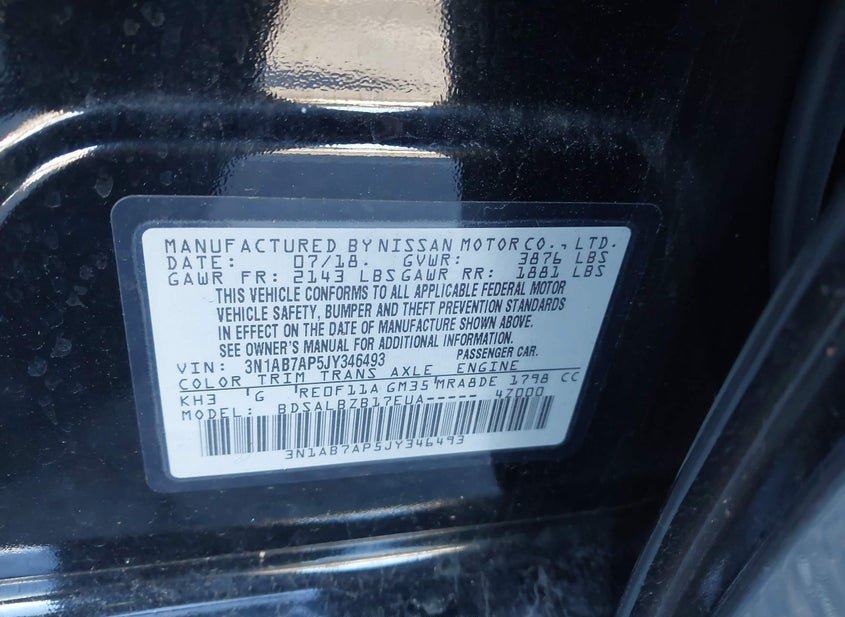 MANUFACTURED BY NISSAN MOTOR CO., LTD.
DATE: 07/18. GVWR: 3876 LBS
GAWR FR: 2143 LBS GAWR RR: 1881 LBS
THIS VEHICLE CONFORMS TO ALL APPLICABLE FEDERAL MOTOR
VEHICLE SAFETY, BUMPER AND THEFT PREVENTION STANDARDS
IN EFFECT ON THE DATE OF MANUFACTURE SHOWN ABOVE.
SEE OWNER'S MANUAL FOR ADDITIONAL INFORMATION.
VIN: 3N1AB7AP5JY346493 PASSENGER CAR.
COLOR TRIM TRANS AXLE ENGINE
KH3 G RE0F11A GM35 MRA8DE 1798 CC
MODEL: BDSALBZB17EUA----- 4Z000
3N1AB7AP5JY346493